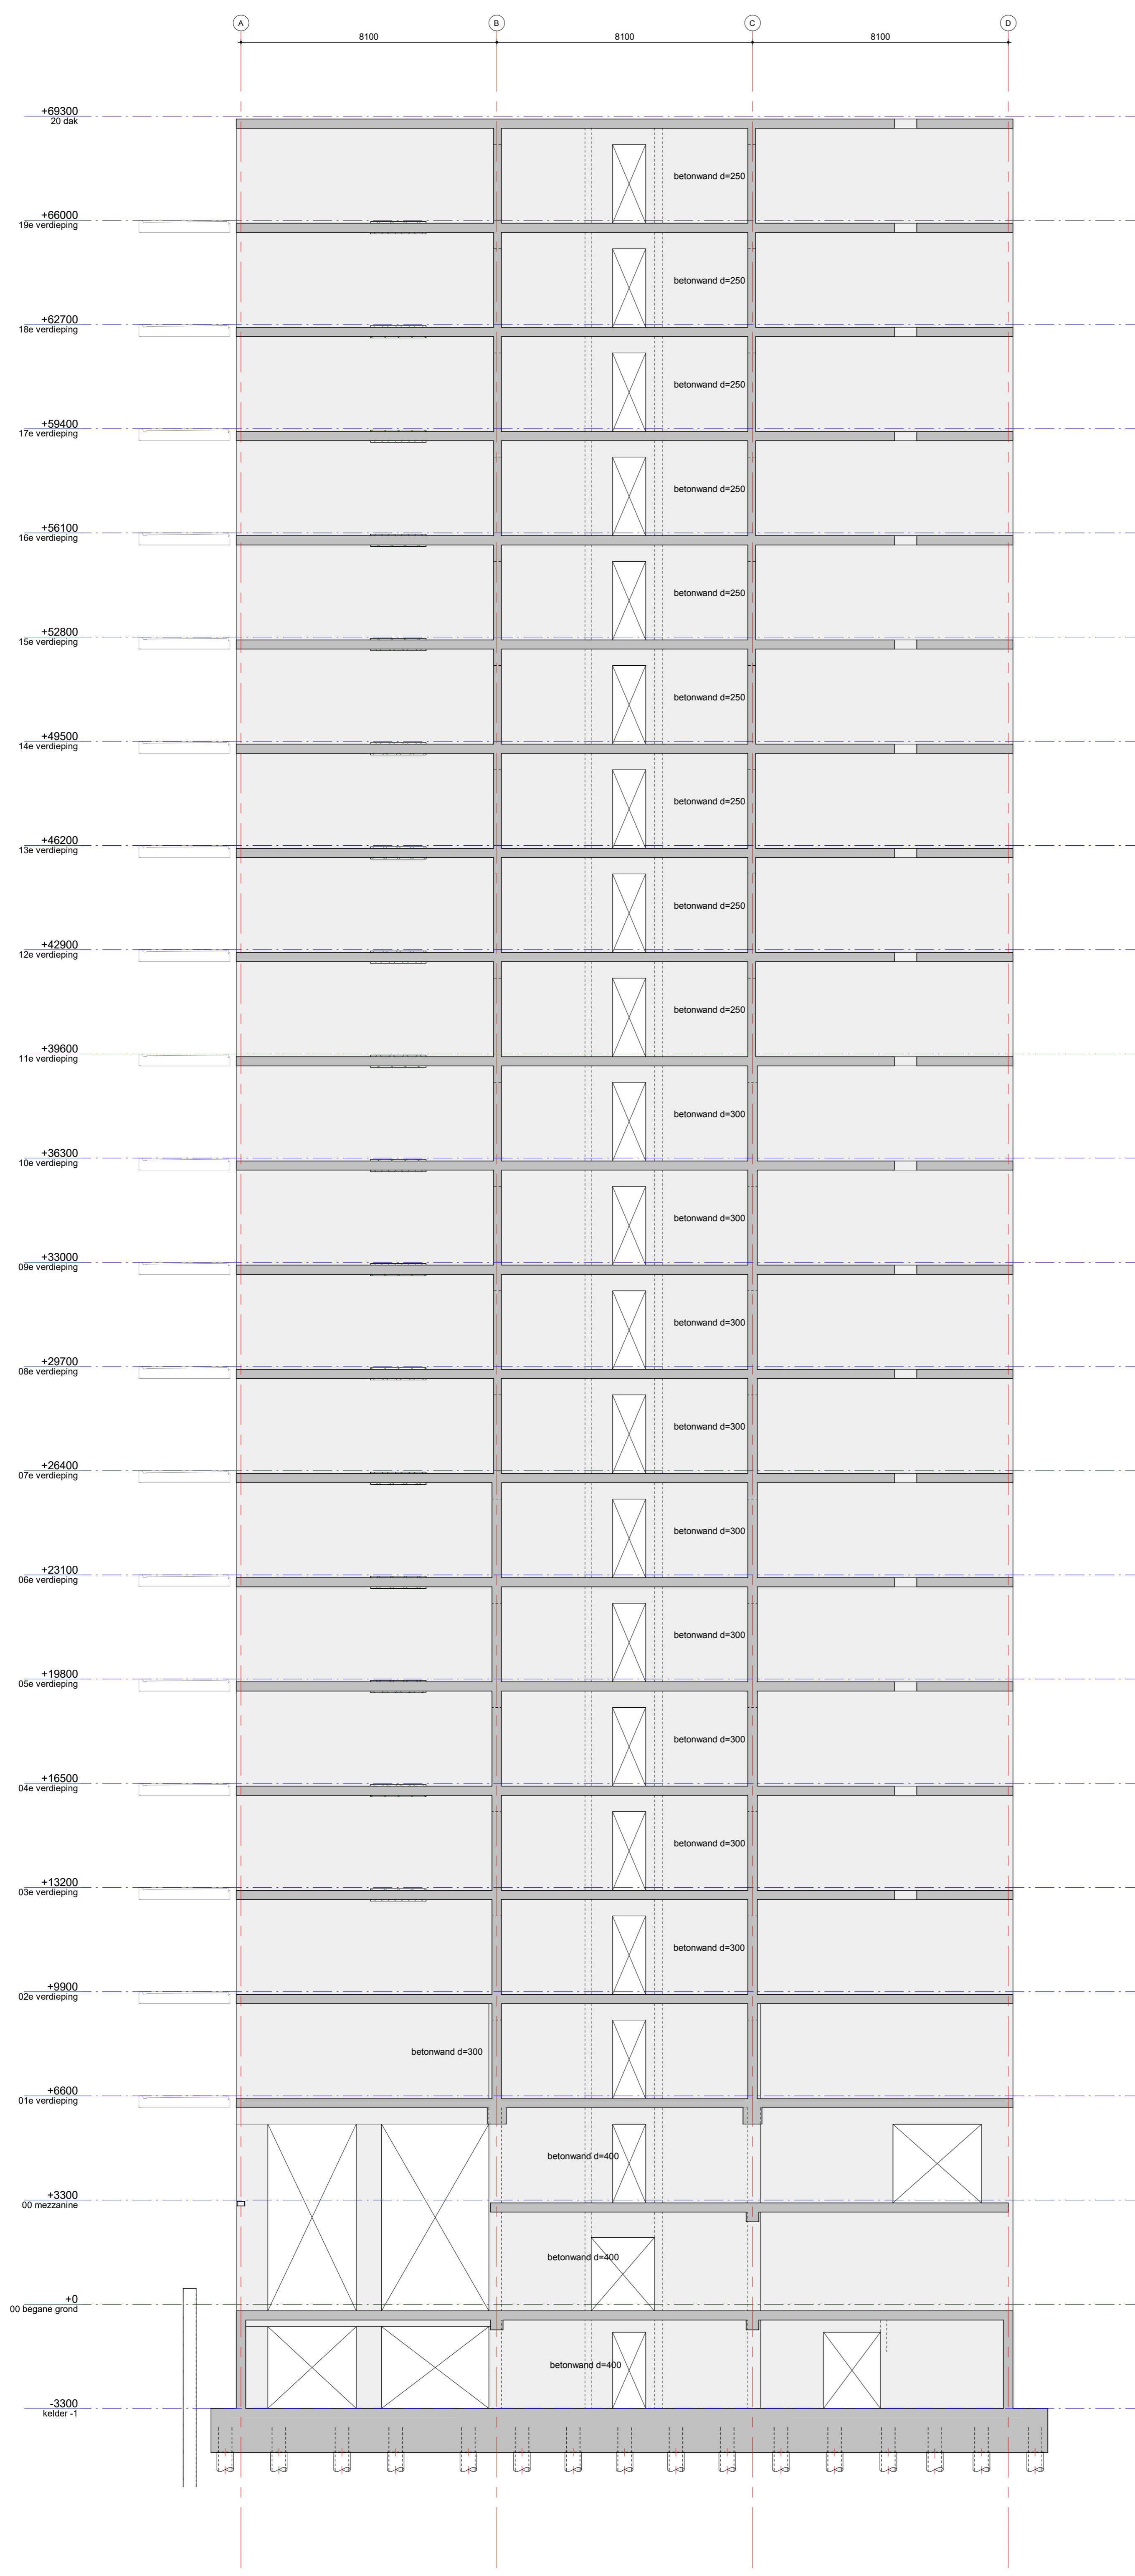 A B C D
8100 8100 8100
+69300
20 dak
betonwand d=250
+66000
19e verdieping
betonwand d=250
+62700
18e verdieping
betonwand d=250
+59400
17e verdieping
betonwand d=250
+56100
16e verdieping
betonwand d=250
+52800
15e verdieping
betonwand d=250
+49500
14e verdieping
betonwand d=250
+46200
13e verdieping
betonwand d=250
+42900
12e verdieping
betonwand d=250
+39600
11e verdieping
betonwand d=300
+36300
10e verdieping
betonwand d=300
+33000
09e verdieping
betonwand d=300
+29700
08e verdieping
betonwand d=300
+26400
07e verdieping
betonwand d=300
+23100
06e verdieping
betonwand d=300
+19800
05e verdieping
betonwand d=300
+16500
04e verdieping
betonwand d=300
+13200
03e verdieping
betonwand d=300
+9900
02e verdieping
betonwand d=300
+6600
01e verdieping
betonwand d=400
+3300
00 mezzanine
betonwand d=400
+0
00 begane grond
betonwand d=400
-3300
kelder -1